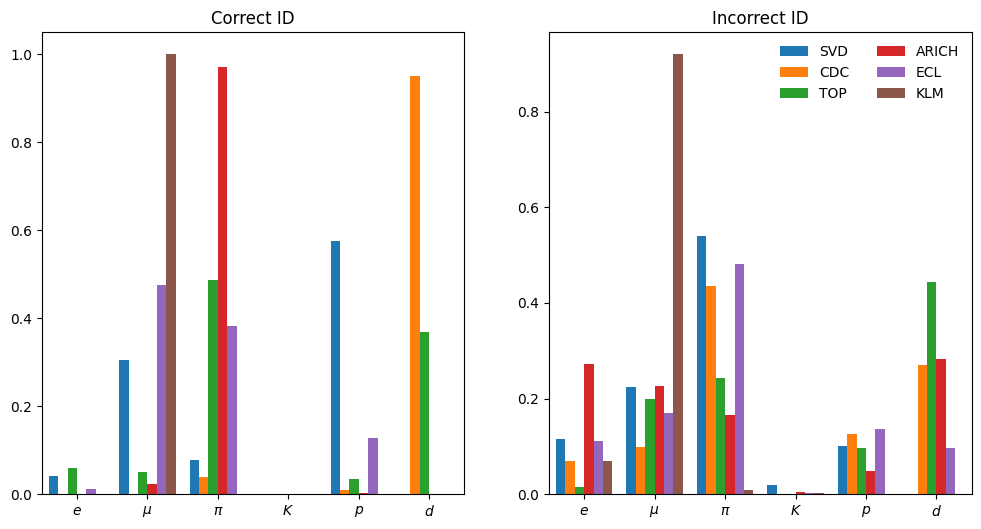 Correct ID
1.0
0.8
0.6
0.4
0.2
0.0
e μ π K p d
Incorrect ID
SVD ARICH
CDC ECL
TOP KLM
0.8
0.6
0.4
0.2
0.0
e μ π K p d